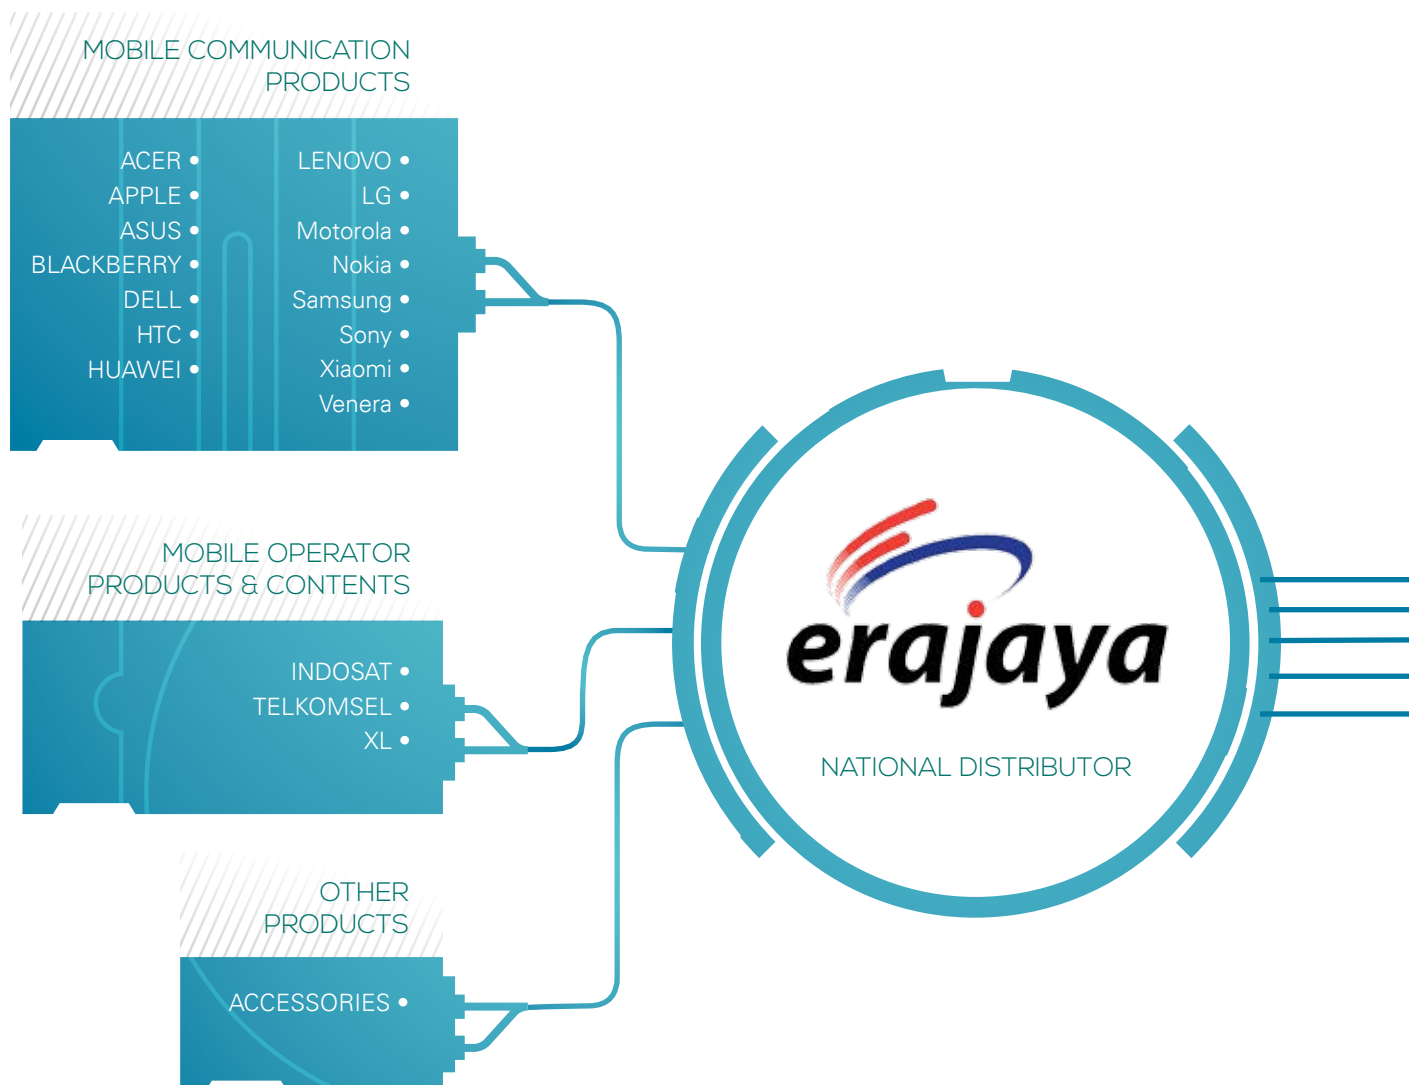 MOBILE COMMUNICATION
PRODUCTS
ACER •
APPLE •
ASUS •
BLACKBERRY •
DELL •
HTC •
HUAWEI •
LENOVO •
LG •
Motorola •
Nokia •
Samsung •
Sony •
Xiaomi •
Venera •
MOBILE OPERATOR
PRODUCTS & CONTENTS
INDOSAT •
TELKOMSEL •
XL •
OTHER
PRODUCTS
ACCESSORIES •
erajaya
NATIONAL DISTRIBUTOR